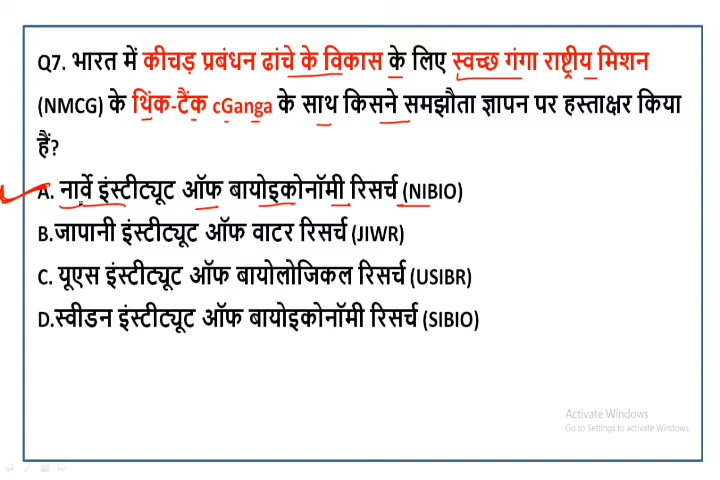 Q7. भारत में कीचड़ प्रबंधन ढांचे के विकास के लिए स्वच्छ गंगा राष्ट्रीय मिशन
(NMCG) के थिंक-टैंक cGanga के साथ किसने समझौता ज्ञापन पर हस्ताक्षर किया
हैं?
A. नार्वे इंस्टीट्यूट ऑफ बायोइकोनॉमी रिसर्च (NIBIO)
B.जापानी इंस्टीट्यूट ऑफ वाटर रिसर्च (JIWR)
C. यूएस इंस्टीट्यूट ऑफ बायोलोजिकल रिसर्च (USIBR)
D.स्वीडन इंस्टीट्यूट ऑफ बायोइकोनॉमी रिसर्च (SIBIO)
Activate Windows
Go to Settings to activate Windows.